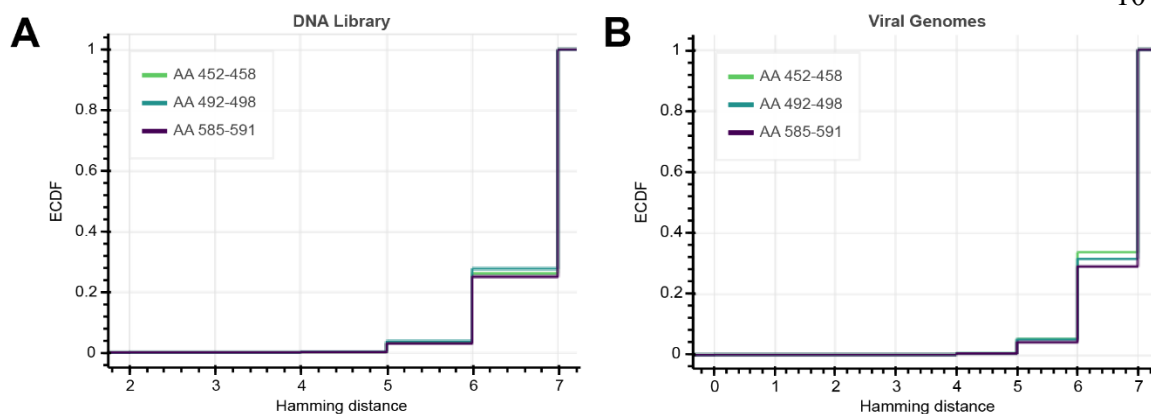 A
DNA Library
AA 452-458
AA 492-498
AA 585-591
ECDF
1
0.8
0.6
0.4
0.2
0
2 3 4 5 6 7
Hamming distance
B
Viral Genomes
AA 452-458
AA 492-498
AA 585-591
ECDF
1
0.8
0.6
0.4
0.2
0
0 1 2 3 4 5 6 7
Hamming distance